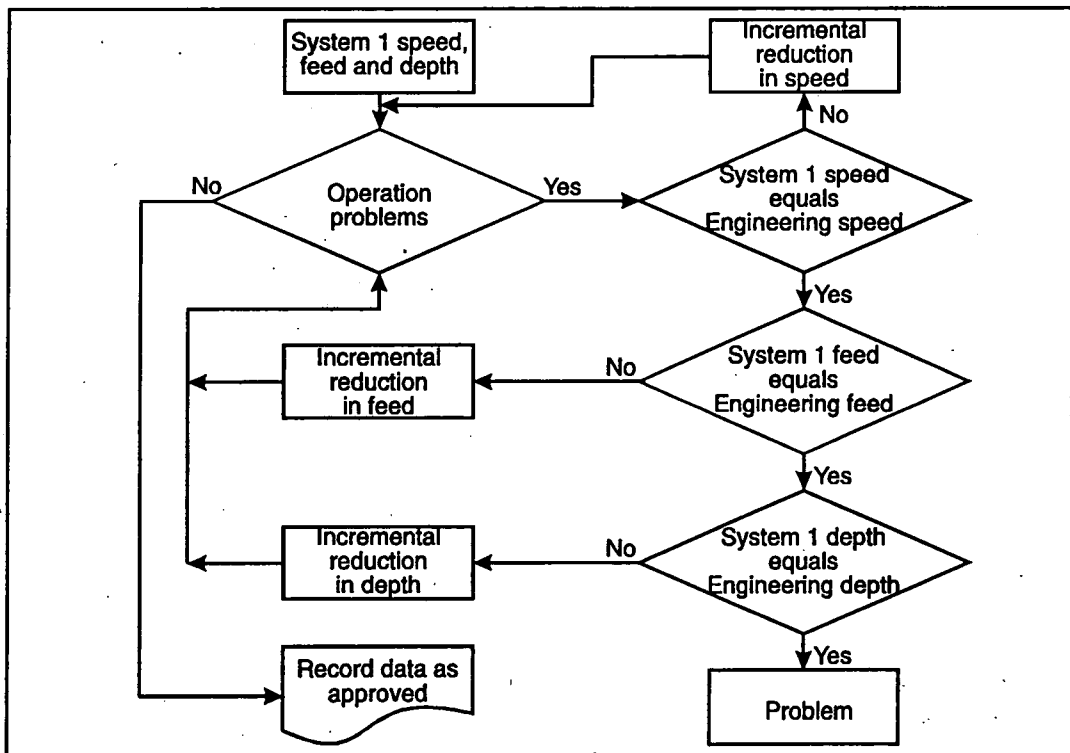 System 1 speed,
feed and depth
Incremental
reduction
in speed
No
No
Operation
problems
Yes
System 1 speed
equals
Engineering speed
Yes
Incremental
reduction
in feed
No
System 1 feed
equals
Engineering feed
Yes
Incremental
reduction
in depth
No
System 1 depth
equals
Engineering depth
Yes
Record data as
approved
Problem